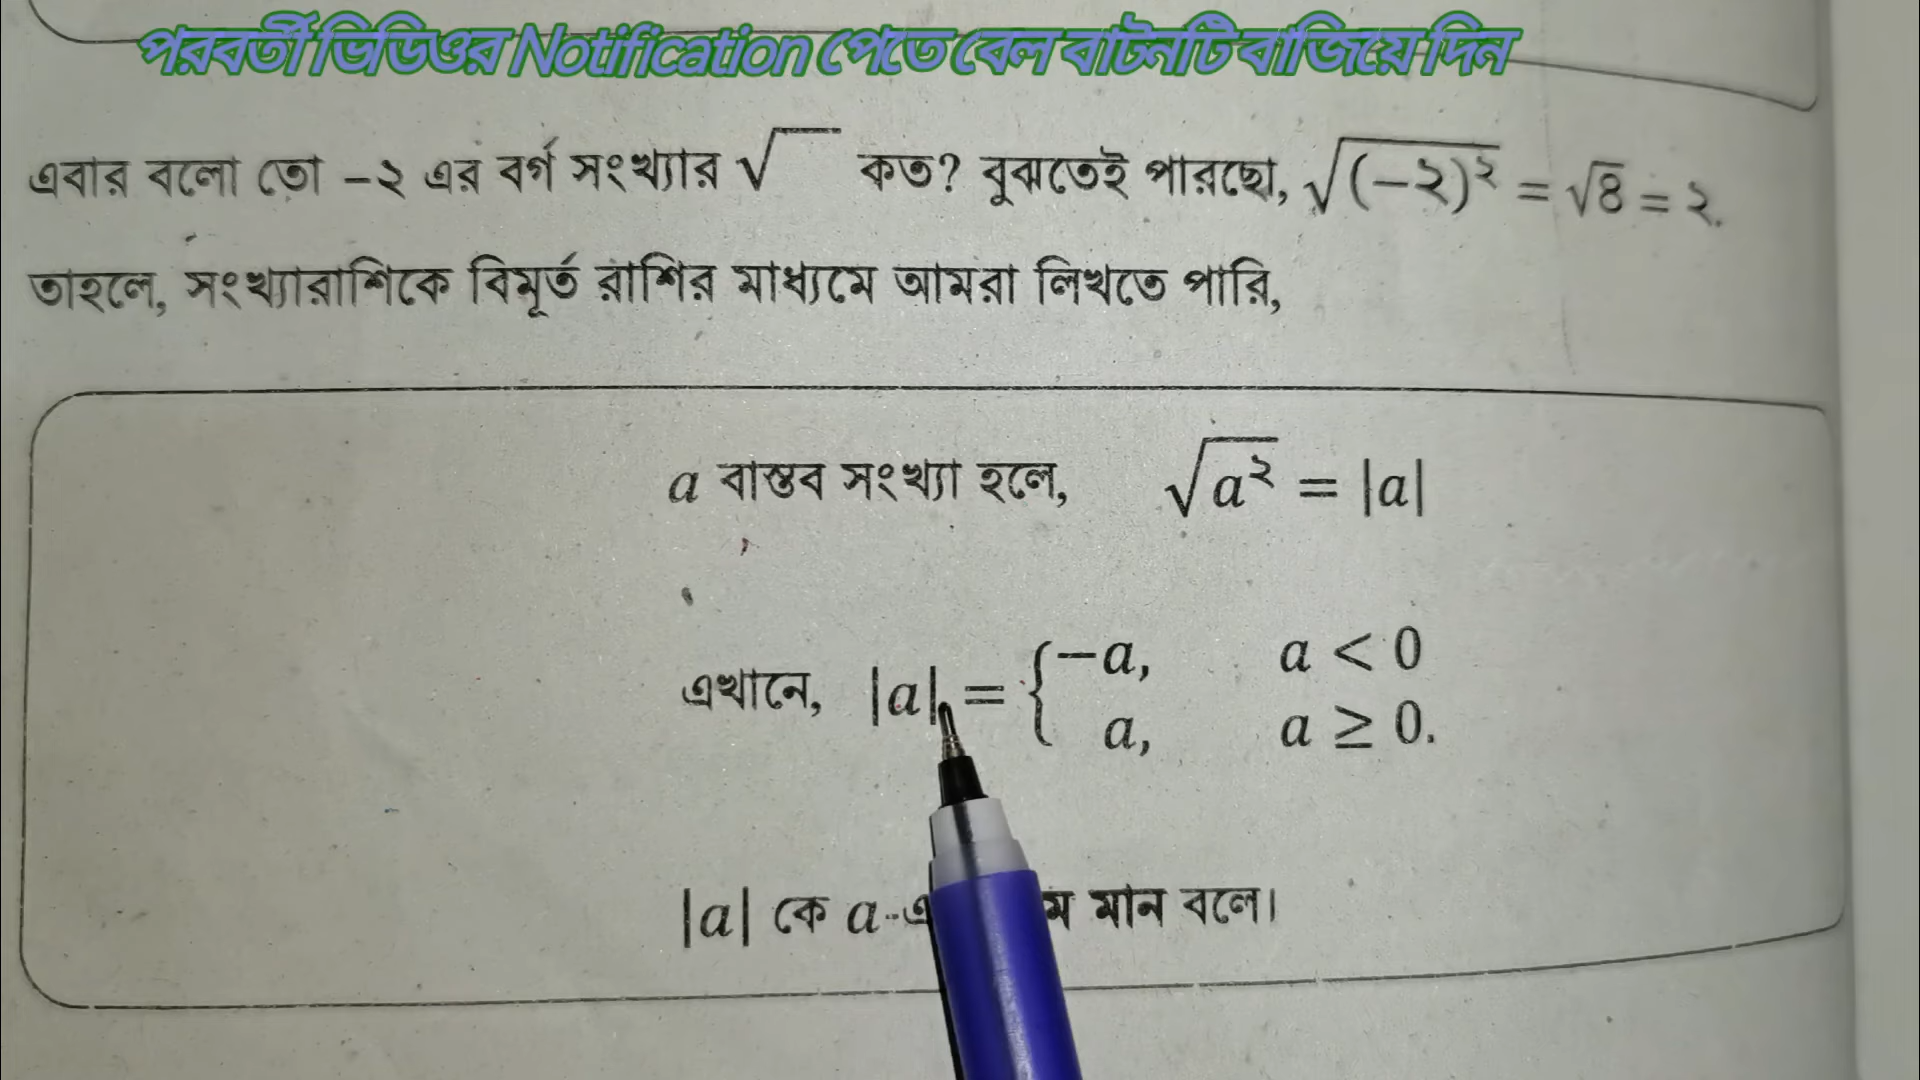 পরবর্তী ভিডিওর Notification পেতে বেল বাটনটি বাজিয়ে দিন
এবার বলো তো −২ এর বর্গ সংখ্যার √ কত? বুঝতেই পারছো, √(−২)² = √৪ = ২.
তাহলে, সংখ্যারাশিকে বিমূর্ত রাশির মাধ্যমে আমরা লিখতে পারি,
a বাস্তব সংখ্যা হলে, √a² = |a|
এখানে, |a| = { −a, a < 0
a, a ≥ 0.
|a| কে a মান বলে।